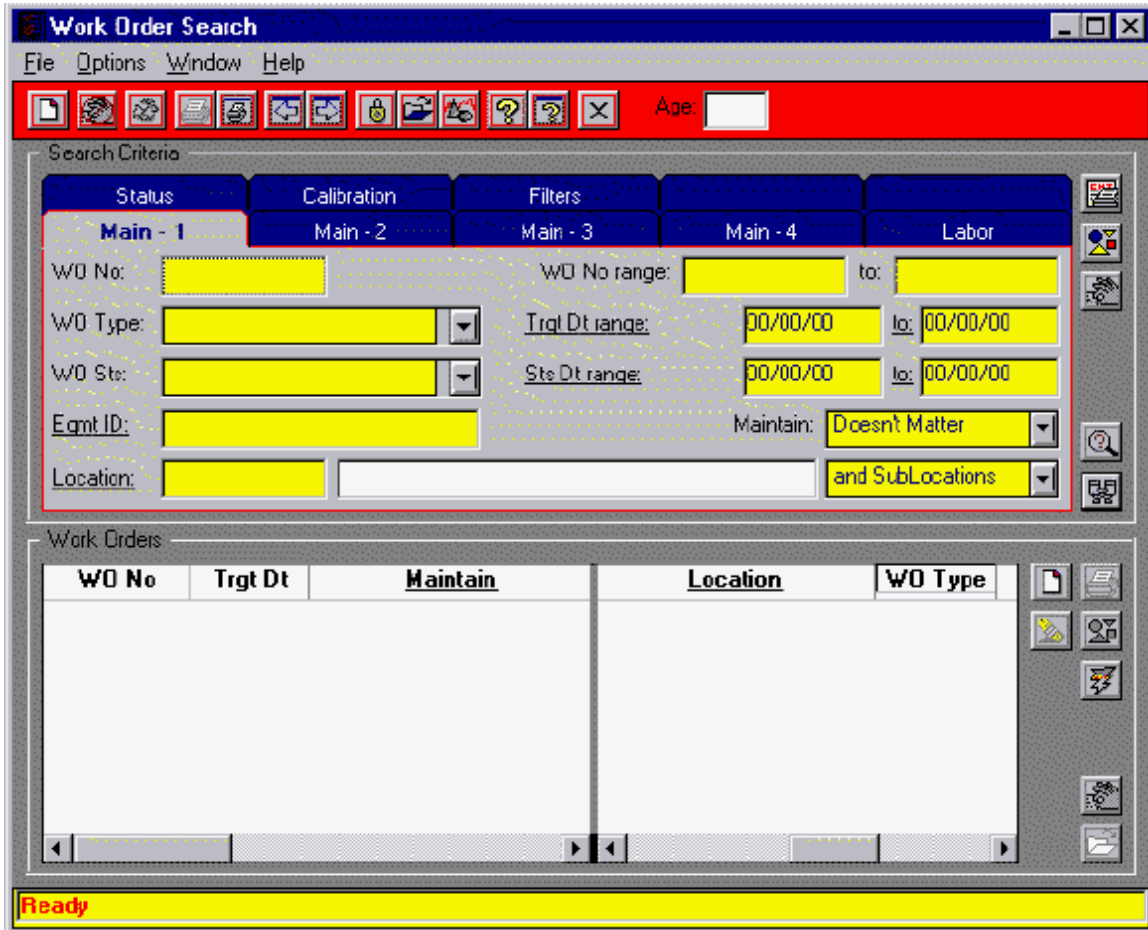 Work Order Search
File Options Window Help
Age:
Search Criteria
Status Calibration Filters
Main - 1 Main - 2 Main - 3 Main - 4 Labor
WO No: WO No range: to:
WO Type: Trgt Dt range: 00/00/00 to: 00/00/00
WO Sts: Sts Dt range: 00/00/00 to: 00/00/00
Eqmt ID: Maintain: Doesn't Matter
Location: and SubLocations
Work Orders
WO No Trgt Dt Maintain Location WO Type
Ready